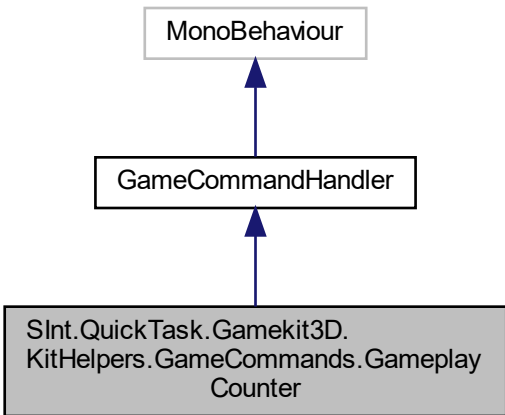 MonoBehaviour
GameCommandHandler
SInt.QuickTask.Gamekit3D.
KitHelpers.GameCommands.Gameplay
Counter